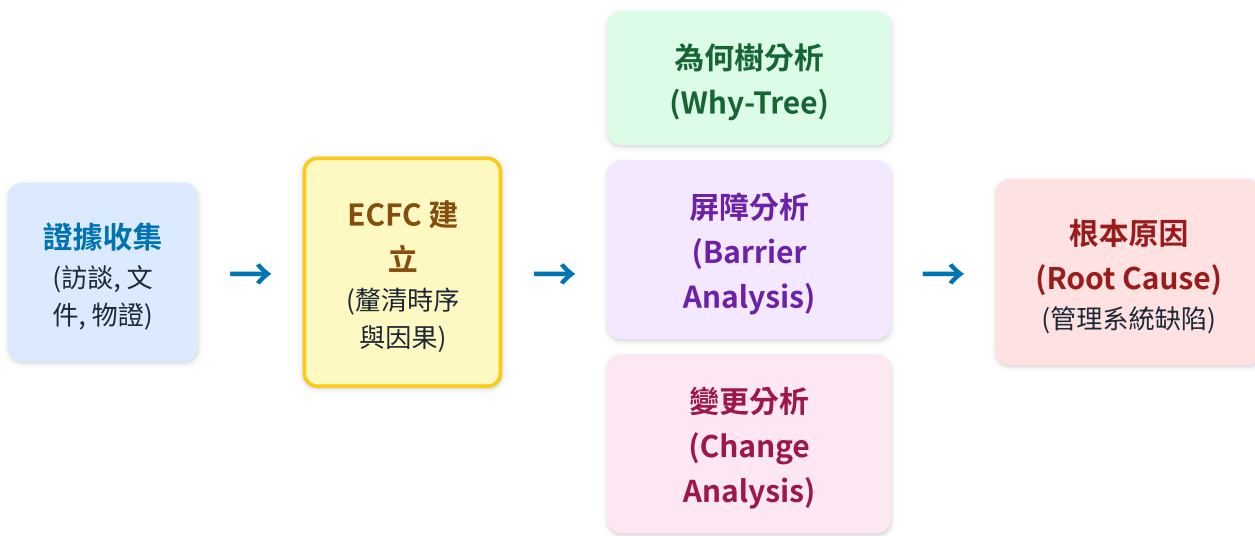 證據收集
(訪談, 文
件, 物證)
ECFC 建
立
(釐清時序
與因果)
為何樹分析
(Why-Tree)
屏障分析
(Barrier
Analysis)
變更分析
(Change
Analysis)
根本原因
(Root Cause)
(管理系統缺陷)